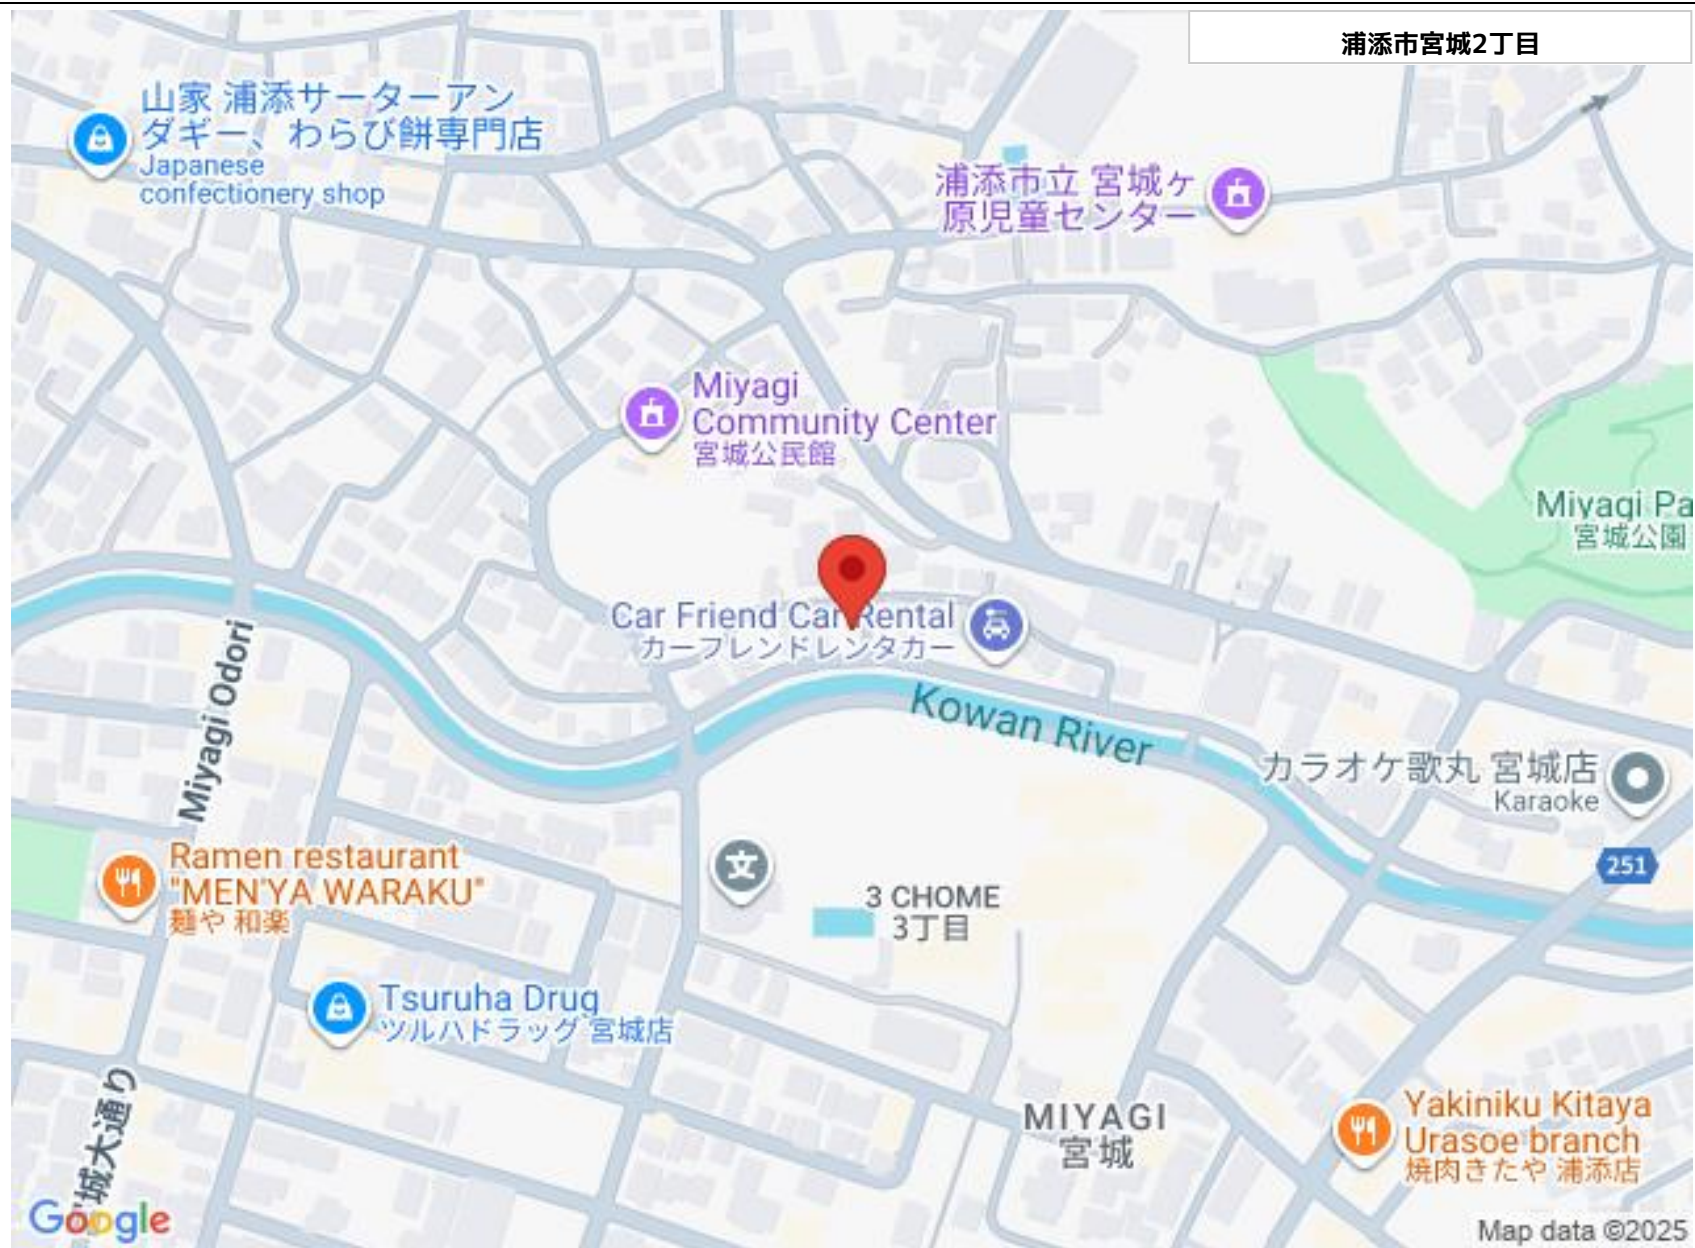 浦添市宮城2丁目
山家 浦添サーターアン
ダギー、わらび餅専門店
Japanese
confectionery shop
浦添市立 宮城ヶ
原児童センター
Miyagi
Community Center
宮城公民館
Miyagi Pa
宮城公園
Car Friend Car Rental
カーフレンドレンタカー
Kowan River
Miyagi Odori
カラオケ歌丸 宮城店
Karaoke
251
Ramen restaurant
"MEN'YA WARAKU"
麺や 和楽
文
3 CHOME
3丁目
Tsuruha Drug
ツルハドラッグ 宮城店
城大通り
MIYAGI
宮城
Yakiniku Kitaya
Urasoe branch
焼肉きたや 浦添店
Google
Map data ©2025